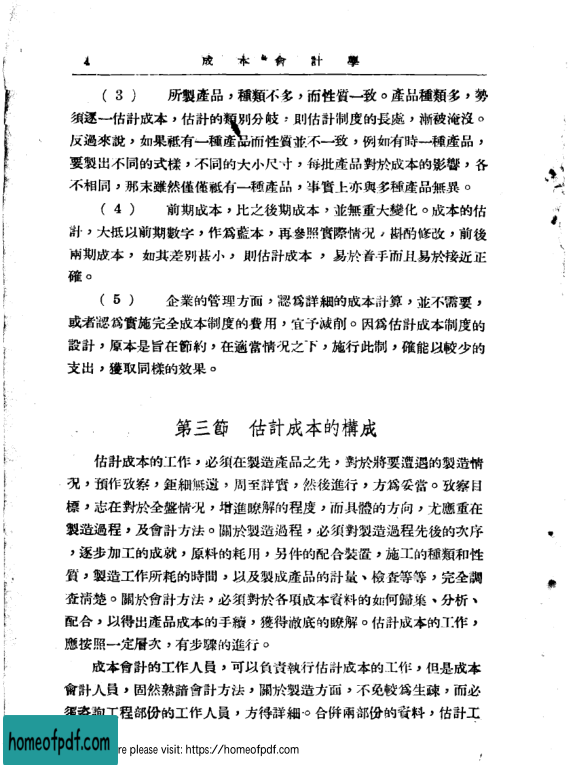 4 成本會計學
(3) 所製產品,種類不多,而性質一致。產品種類多,勢
須逐一估計成本,估計的類別分岐,則估計制度的長處,漸被淹沒。
反過來說,如果祇有一種產品而性質並不一致,例如有時一種產品,
要製出不同的式樣,不同的大小尺寸,每批產品對於成本的影響,各
不相同,那末雖然僅僅祇有一種產品,事實上亦與多種產品無異。
(4) 前期成本,比之後期成本,並無重大變化。成本的估
計,大抵以前期數字,作爲藍本,再參照實際情况,斟酌修改,前後
兩期成本,如其差別甚小,則估計成本,易於着手而且易於接近正
確。
(5) 企業的管理方面,認爲詳細的成本計算,並不需要,
或者認爲實施完全成本制度的費用,宜予減削。因爲估計成本制度的
設計,原本是旨在節約,在適當情况之下,施行此制,確能以較少的
支出,獲取同樣的效果。
第三節 估計成本的構成
估計成本的工作,必須在製造產品之先,對於將要遭遇的製造情
况,預作攷察,鉅細無遺,周至詳實,然後進行,方爲妥當。攷察目
標,志在對於全盤情况,增進瞭解的程度,而具體的方向,尤應重在
製造過程,及會計方法。關於製造過程,必須對製造過程先後的次序
,逐步加工的成就,原料的耗用,另件的配合裝置,施工的種類和性
質,製造工作所耗的時間,以及製成產品的計量、檢查等等,完全調
查清楚。關於會計方法,必須對於各項成本資料的如何歸集、分析、
配合,以得出產品成本的手續,獲得澈底的瞭解。估計成本的工作,
應按照一定層次,有步驟的進行。
成本會計的工作人員,可以負責執行估計成本的工作,但是成本
會計人員,固然熟諳會計方法,關於製造方面,不免較爲生疎,而必
須咨詢工程部份的工作人員,方得詳細。合併兩部份的資料,估計工
homeofpdf.com
re please visit: https://homeofpdf.com